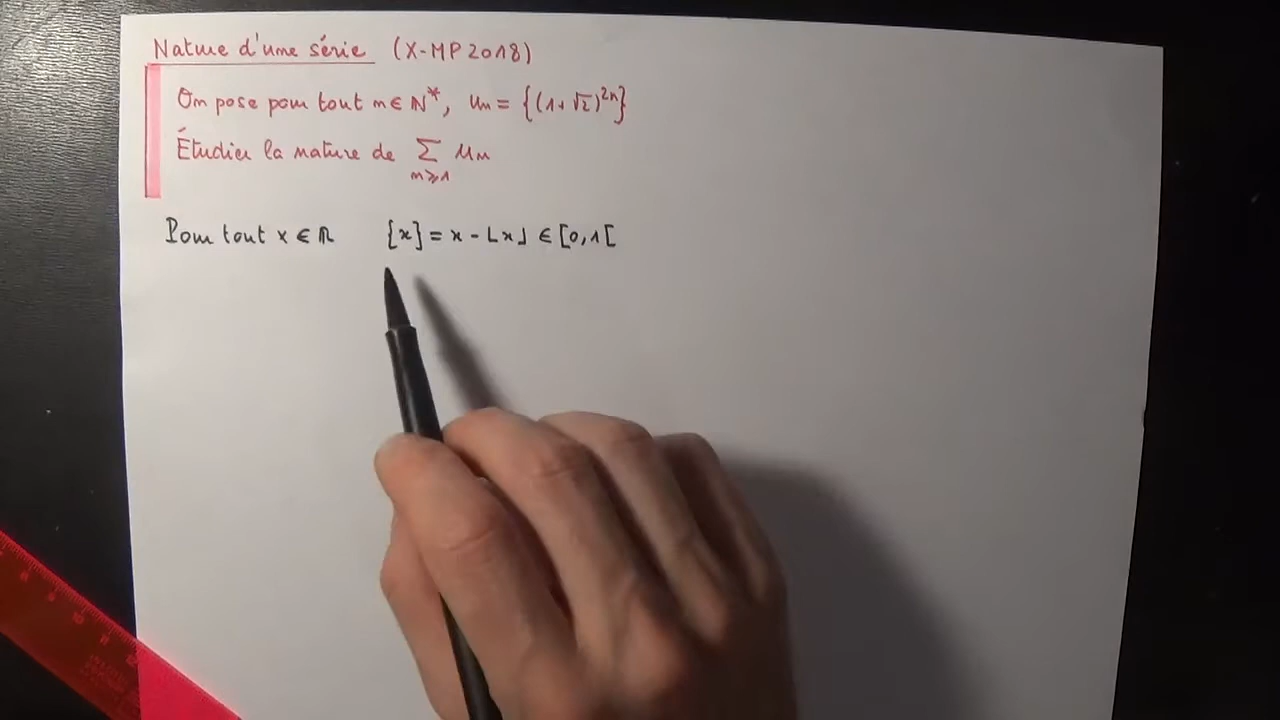 Nature d'une série (X-MP 2018)
On pose pour tout n ∈ ℕ*, un = {(1+√2)²ⁿ}
Étudier la nature de ∑ un
n⩾1
Pour tout x ∈ ℝ {x} = x - ⌊x⌋ ∈ [0,1[